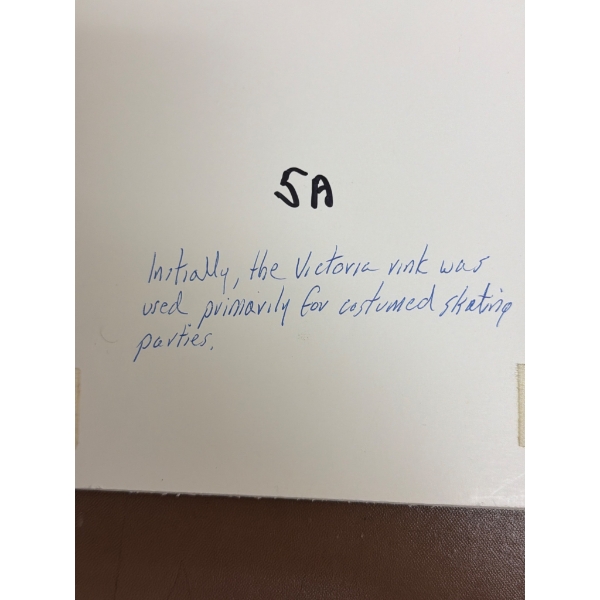 5A
Initially, the Victoria rink was
used primarily for costumed skating
parties.